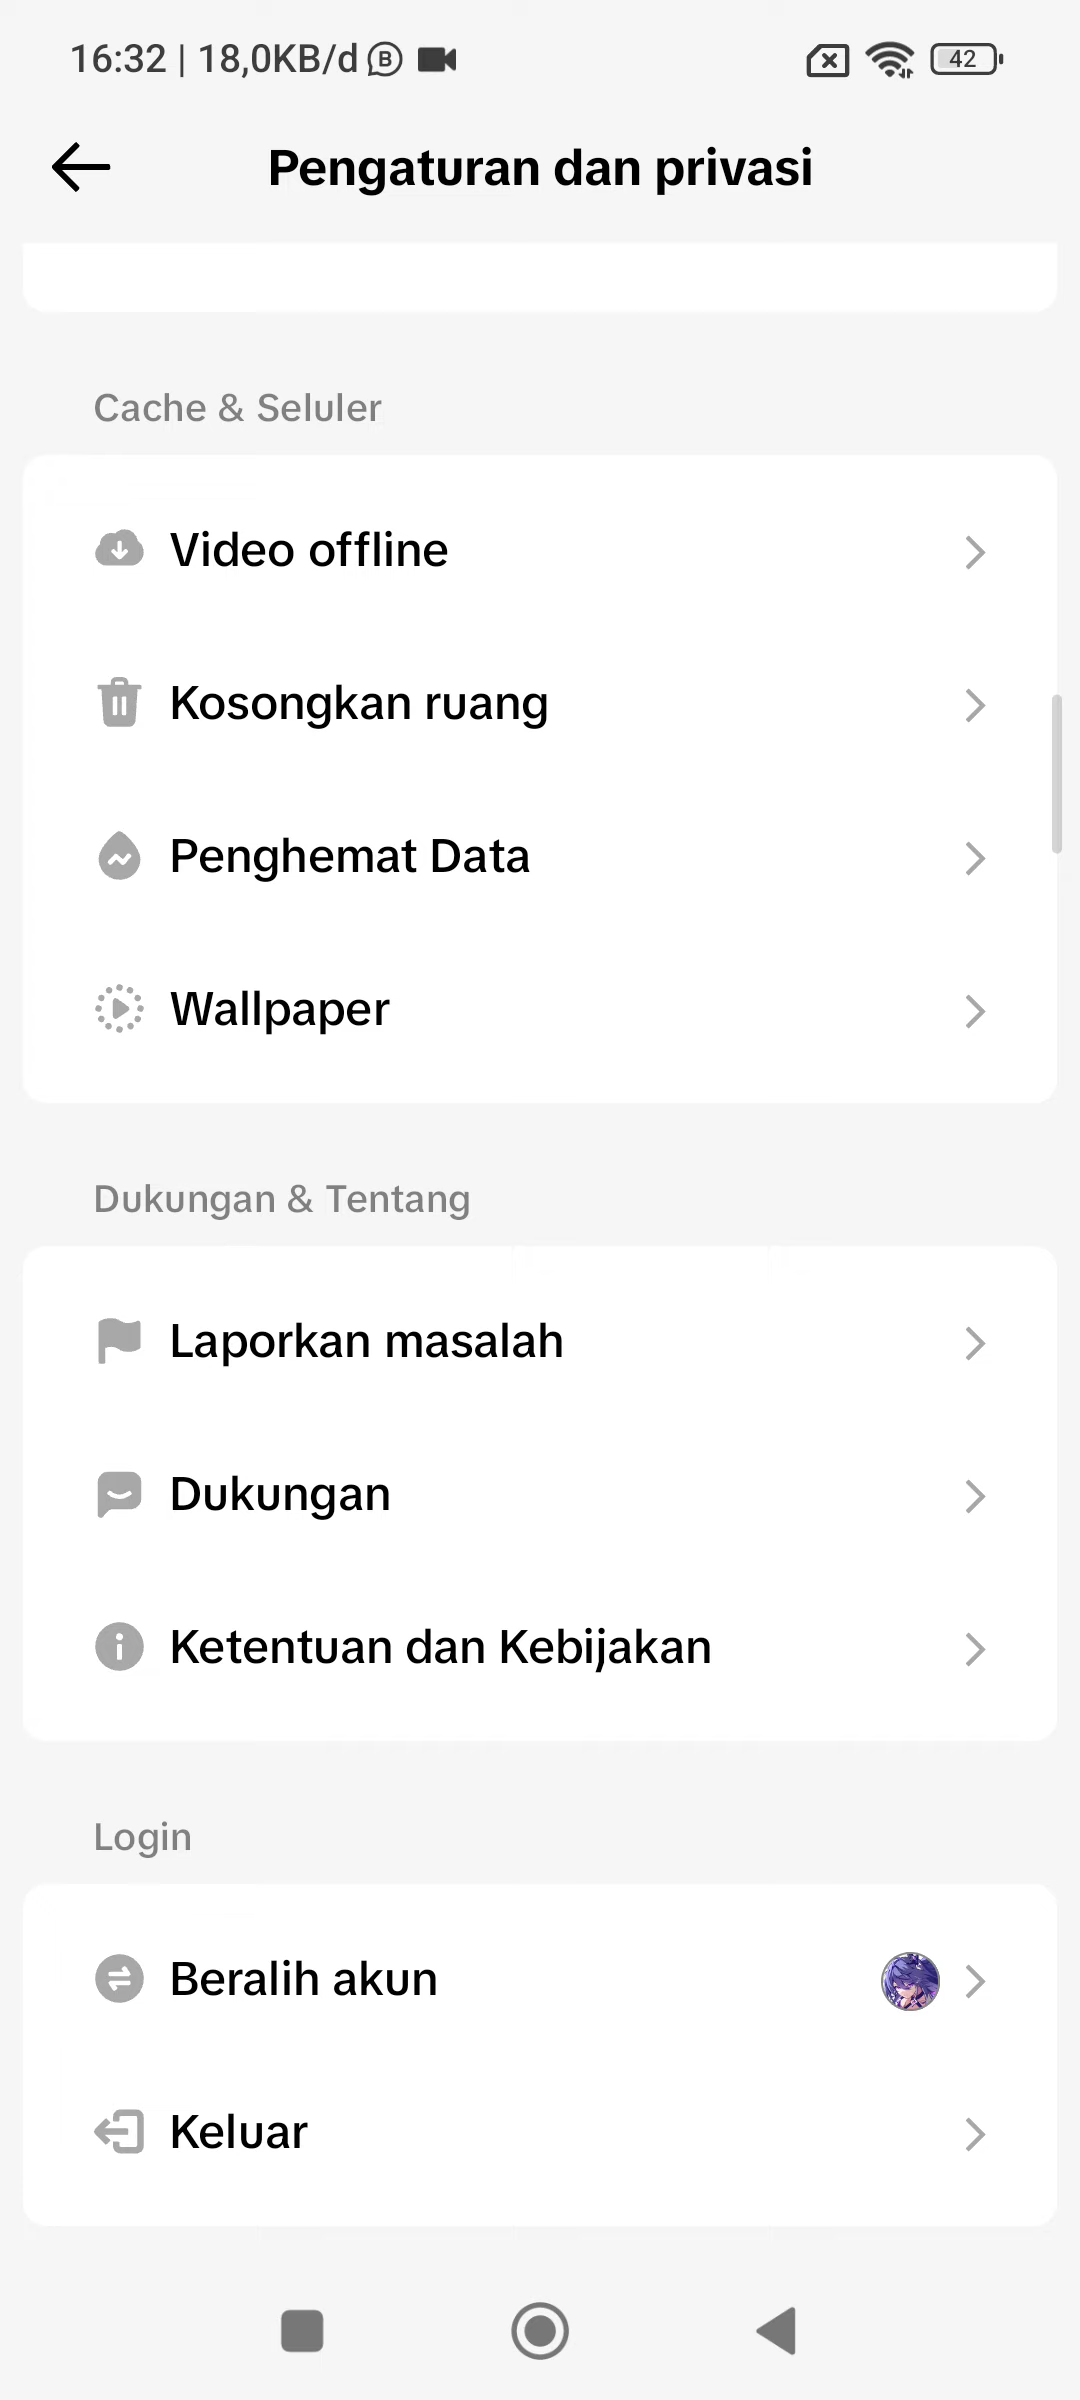 16:32 | 18,0KB/d
42
Pengaturan dan privasi
Cache & Seluler
Video offline
Kosongkan ruang
Penghemat Data
Wallpaper
Dukungan & Tentang
Laporkan masalah
Dukungan
Ketentuan dan Kebijakan
Login
Beralih akun
Keluar